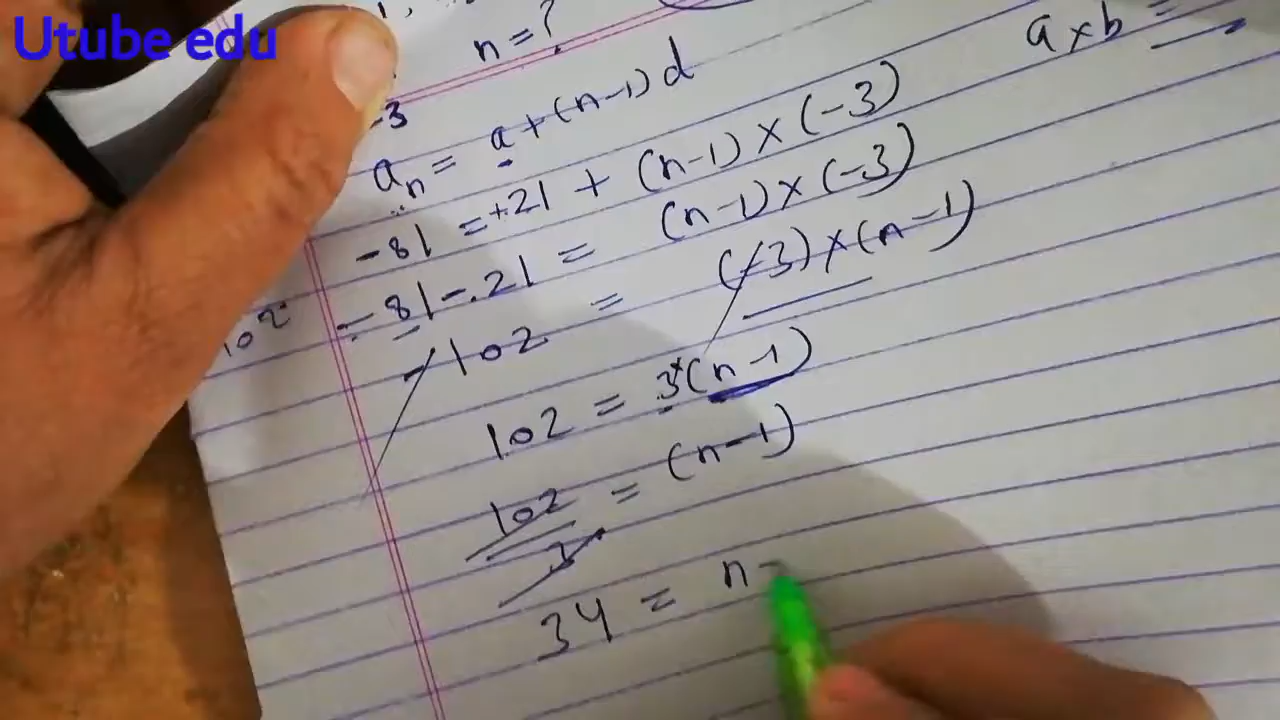 Utube edu
n = ?
a × b =
-3
aₙ = a + (n-1) d
-81 = +21 + (n-1) × (-3)
-81 - 21 = (n-1) × (-3)
102
-102 = (-3) × (n-1)
102 = 3 × (n-1)
102/3 = (n-1)
34 = n -